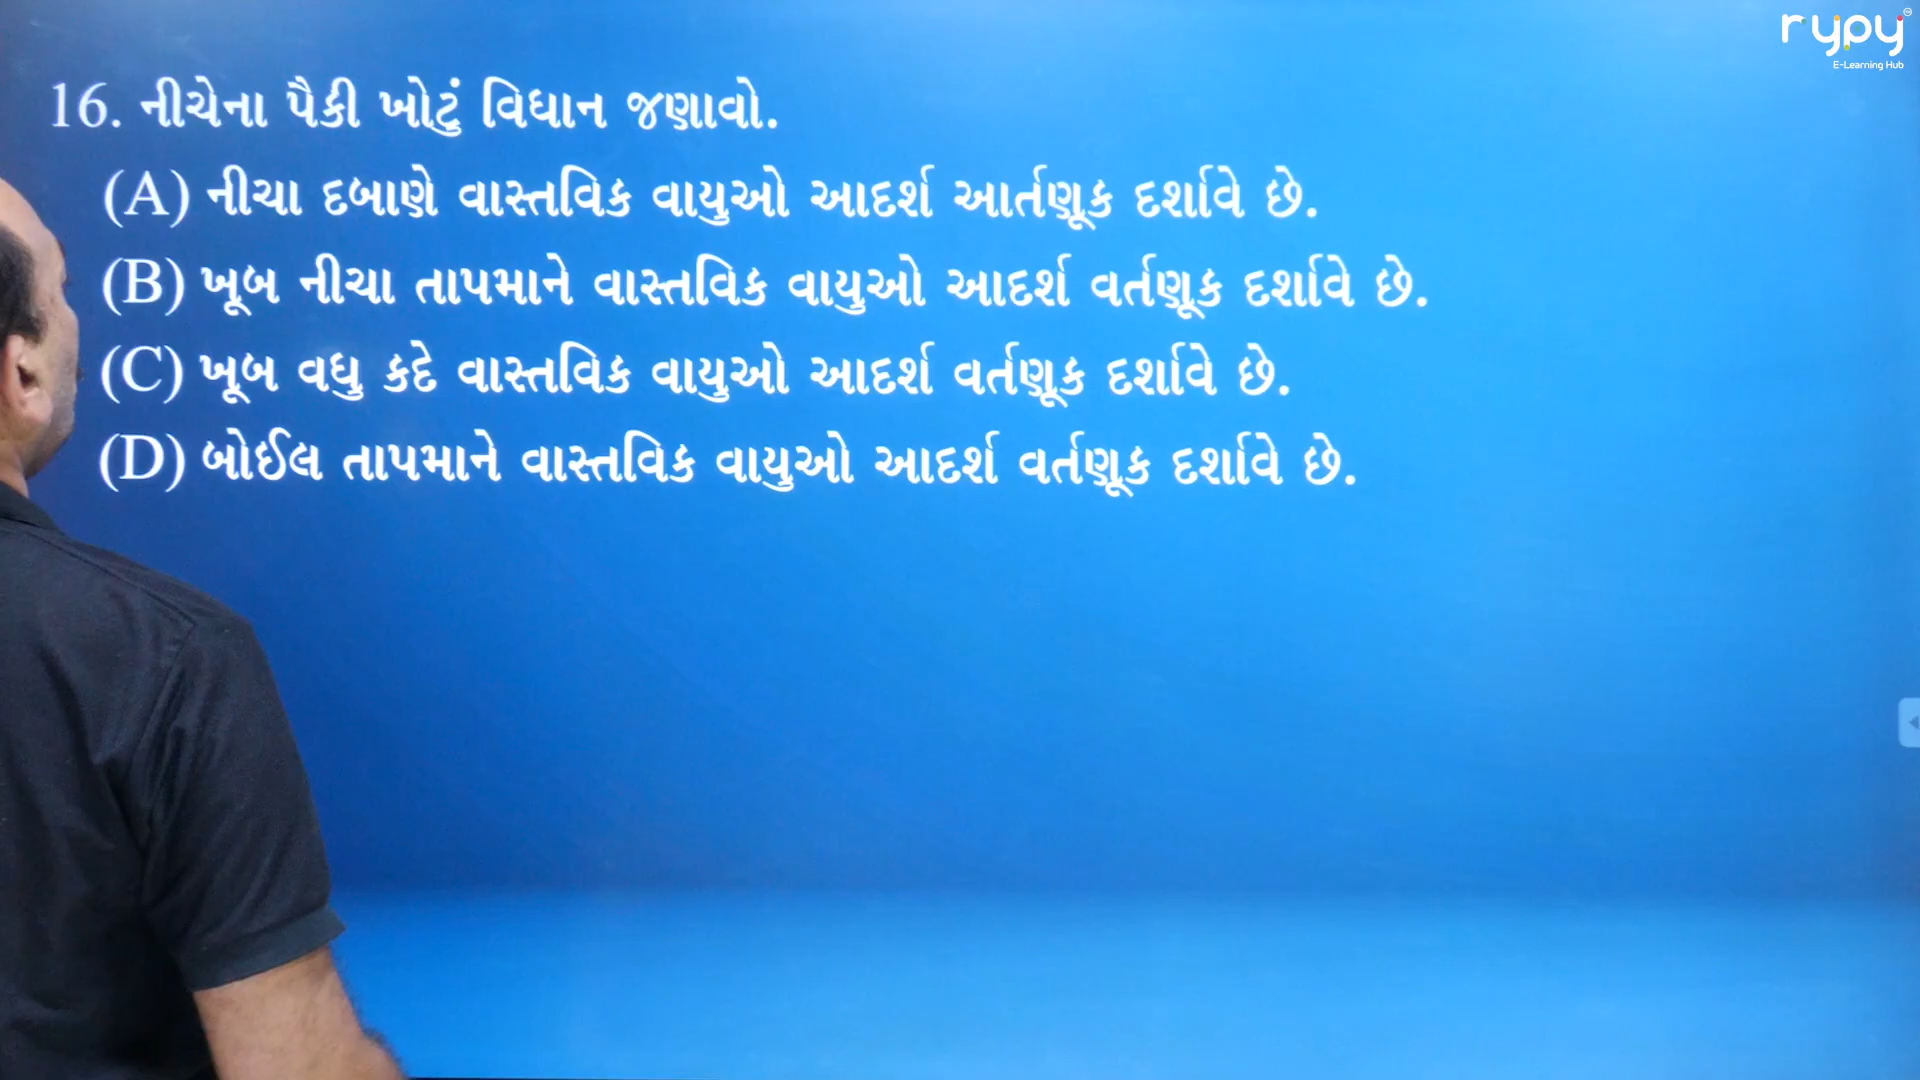 rypy
E-Learning Hub
16. નીચેના પૈકી ખોટું વિધાન જણાવો.
(A) નીચા દબાણે વાસ્તવિક વાયુઓ આદર્શ આર્તણૂક દર્શાવે છે.
(B) ખૂબ નીચા તાપમાને વાસ્તવિક વાયુઓ આદર્શ વર્તણૂક દર્શાવે છે.
(C) ખૂબ વધુ કદે વાસ્તવિક વાયુઓ આદર્શ વર્તણૂક દર્શાવે છે.
(D) બોઈલ તાપમાને વાસ્તવિક વાયુઓ આદર્શ વર્તણૂક દર્શાવે છે.